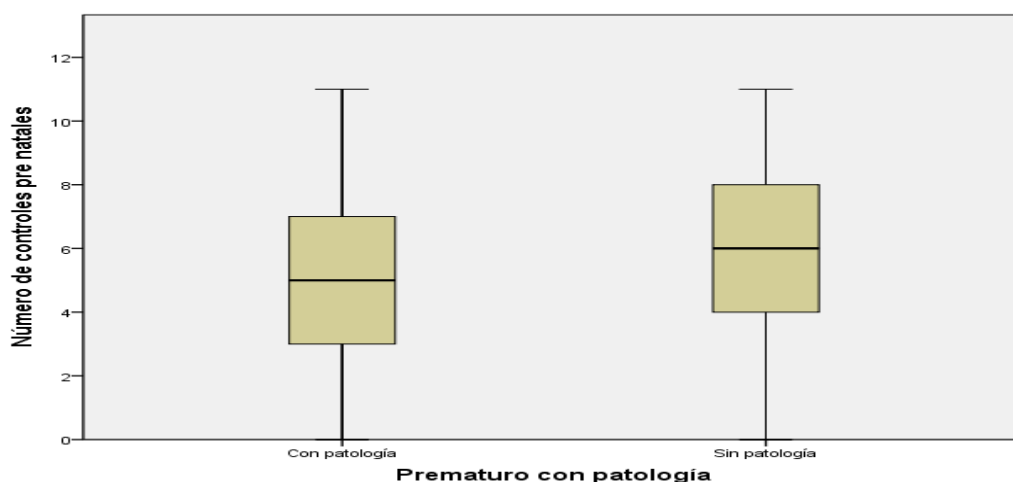 Número de controles pre natales
12
10
8
6
4
2
0
Con patología
Sin patología
Prematuro con patología